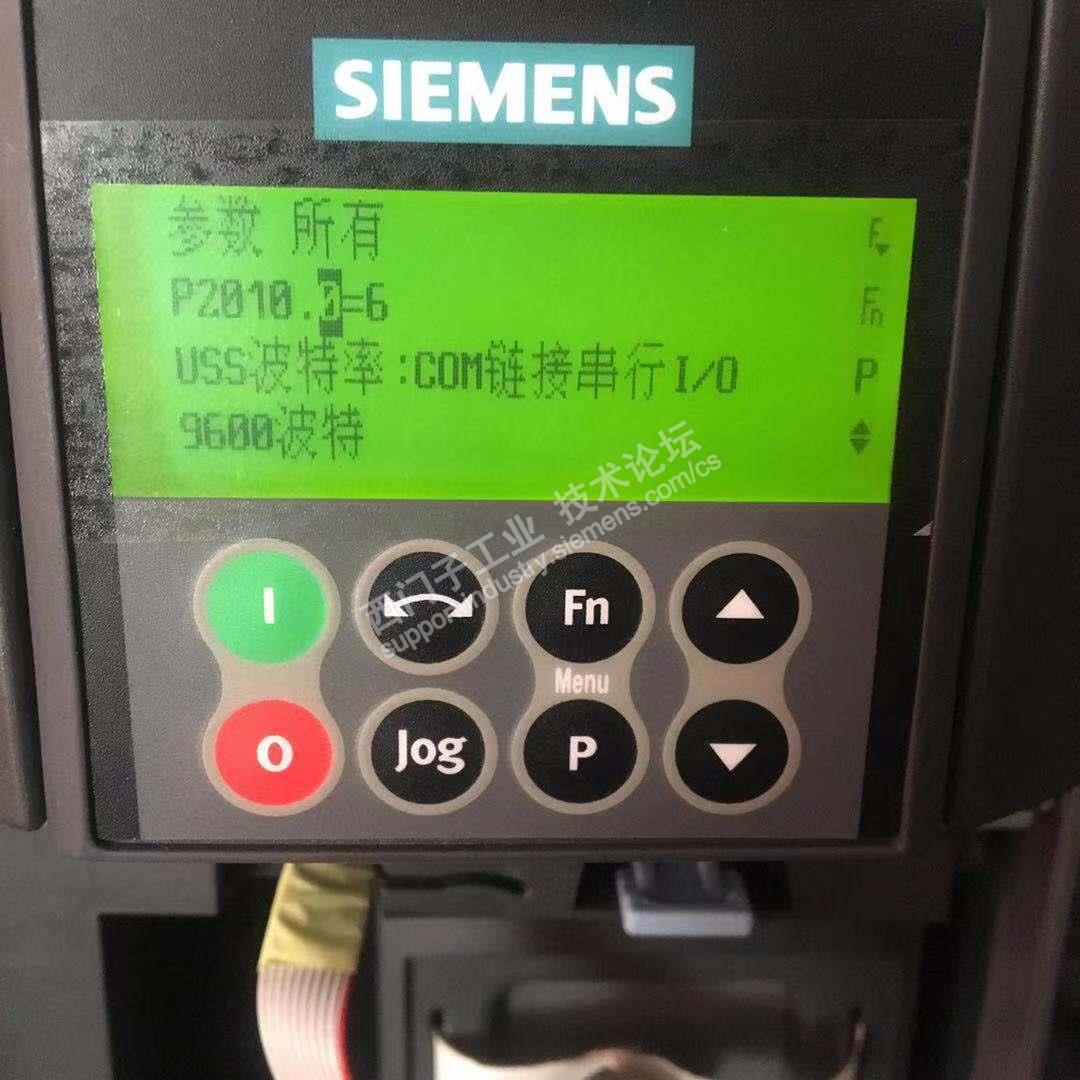 SIEMENS
参数 所有
P2010.0=6
USS波特率:COM链接串行I/O
9600波特
Fn
P
I
Fn
Menu
O
Jog
P
西门子工业 技术论坛
support.industry.siemens.com/cs